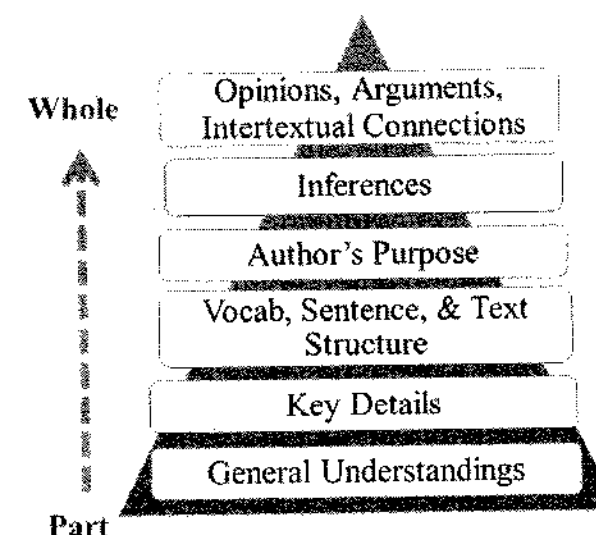 Opinions, Arguments,
Intertextual Connections
Whole
Inferences
Author's Purpose
Vocab, Sentence, & Text
Structure
Key Details
General Understandings
Part